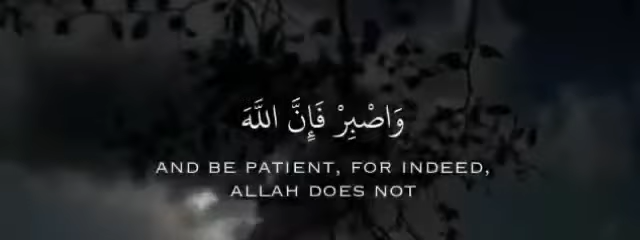 وَاصْبِرْ فَإِنَّ اللَّهَ
AND BE PATIENT, FOR INDEED,
ALLAH DOES NOT